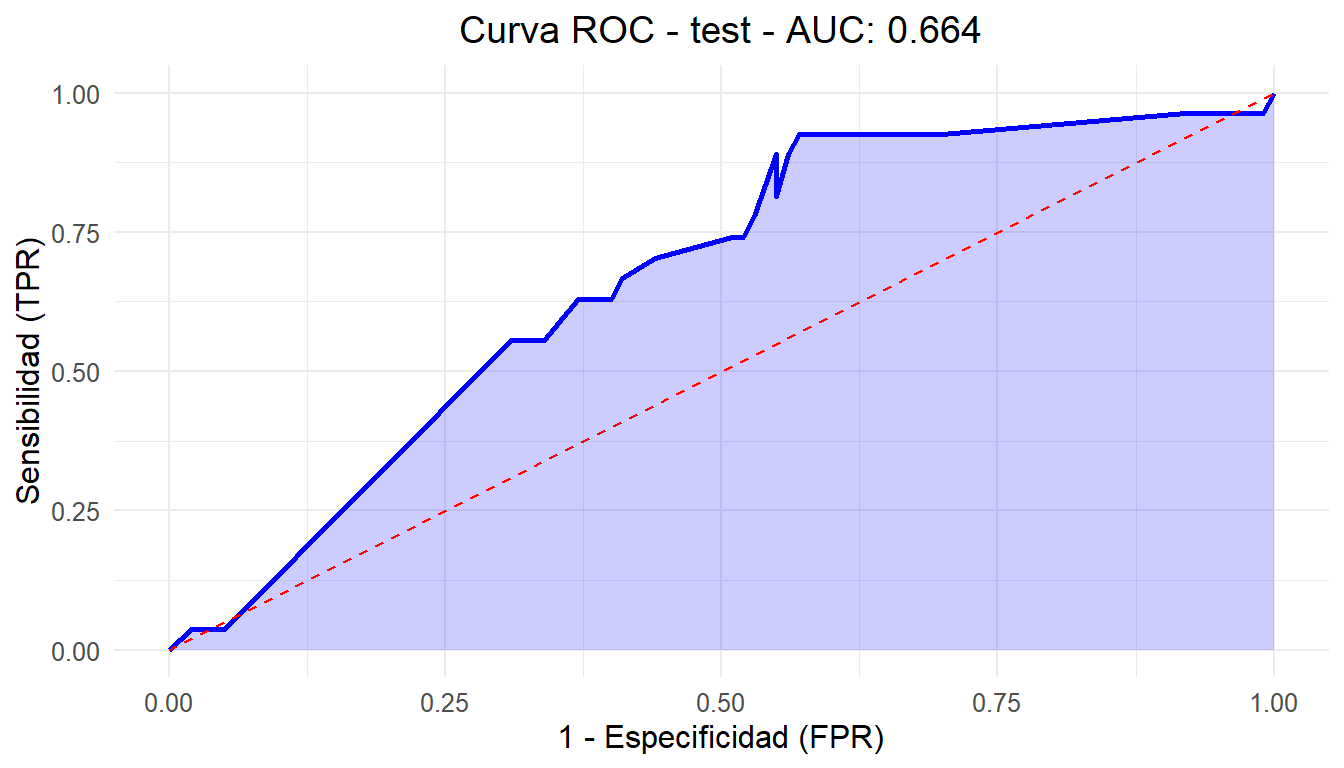 Curva ROC - test - AUC: 0.664
Sensibilidad (TPR)
1.00
0.75
0.50
0.25
0.00
0.00 0.25 0.50 0.75 1.00
1 - Especificidad (FPR)